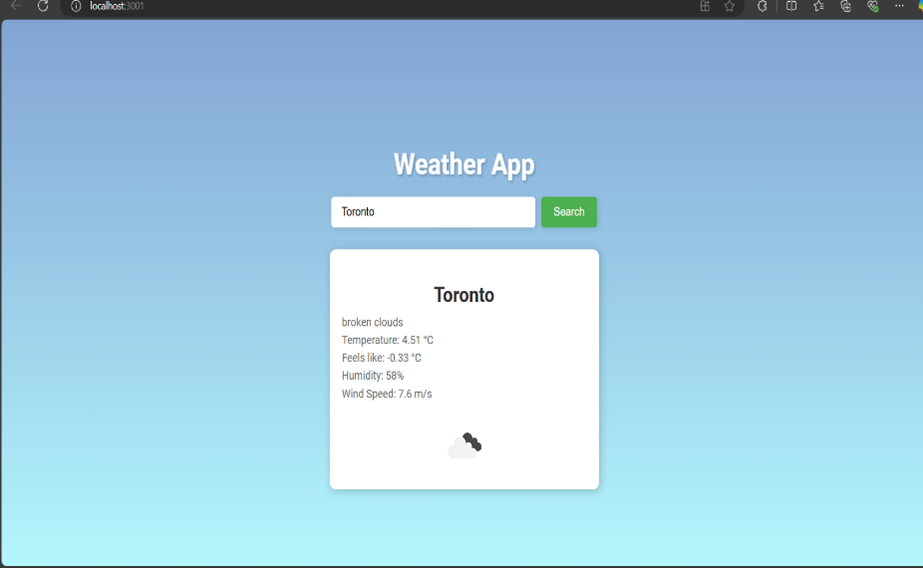 localhost:3001
Weather App
Toronto
Search
Toronto
broken clouds
Temperature: 4.51 °C
Feels like: -0.33 °C
Humidity: 58%
Wind Speed: 7.6 m/s